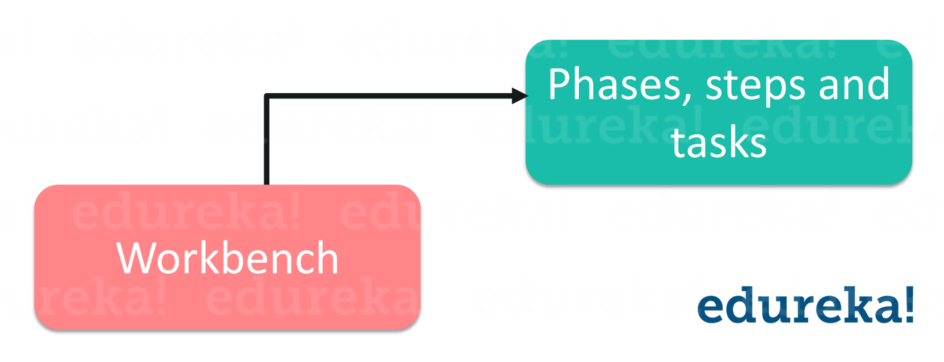 Phases, steps and
tasks
Workbench
edureka!